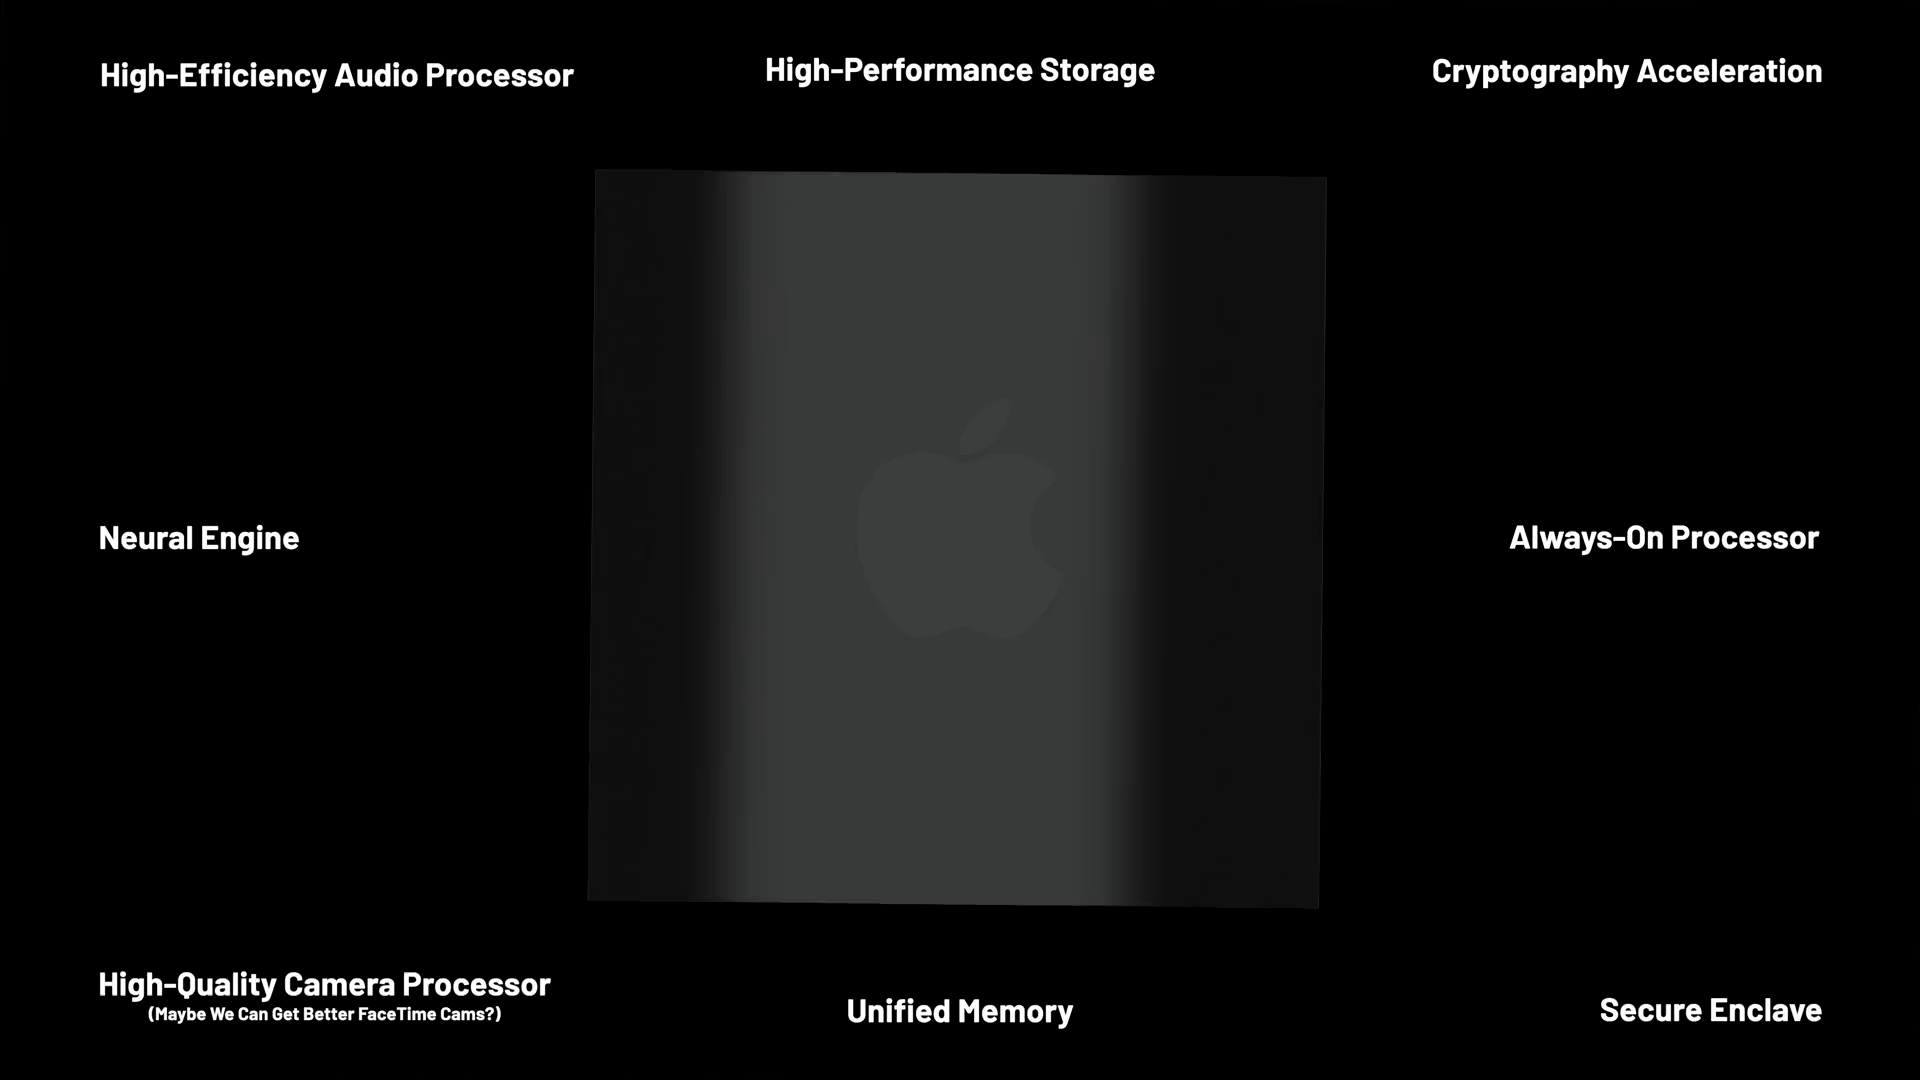 High-Efficiency Audio Processor
High-Performance Storage
Cryptography Acceleration
Neural Engine
Always-On Processor
High-Quality Camera Processor
(Maybe We Can Get Better FaceTime Cams?)
Unified Memory
Secure Enclave